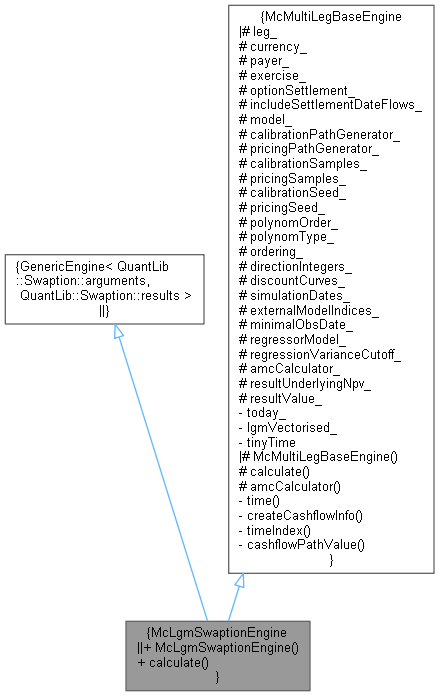 {McMultiLegBaseEngine
|# leg_
# currency_
# payer_
# exercise_
# optionSettlement_
# includeSettlementDateFlows_
# model_
# calibrationPathGenerator_
# pricingPathGenerator_
# calibrationSamples_
# pricingSamples_
# calibrationSeed_
# pricingSeed_
# polynomOrder_
# polynomType_
# ordering_
# directionIntegers_
# discountCurves_
# simulationDates_
# externalModelIndices_
# minimalObsDate_
# regressorModel_
# regressionVarianceCutoff_
# amcCalculator_
# resultUnderlyingNpv_
# resultValue_
- today_
- lgmVectorised_
- tinyTime
|# McMultiLegBaseEngine()
# calculate()
# amcCalculator()
- time()
- createCashflowInfo()
- timeIndex()
- cashflowPathValue()
}
{GenericEngine< QuantLib
::Swaption::arguments,
QuantLib::Swaption::results >
||}
{McLgmSwaptionEngine
||+ McLgmSwaptionEngine()
+ calculate()
}